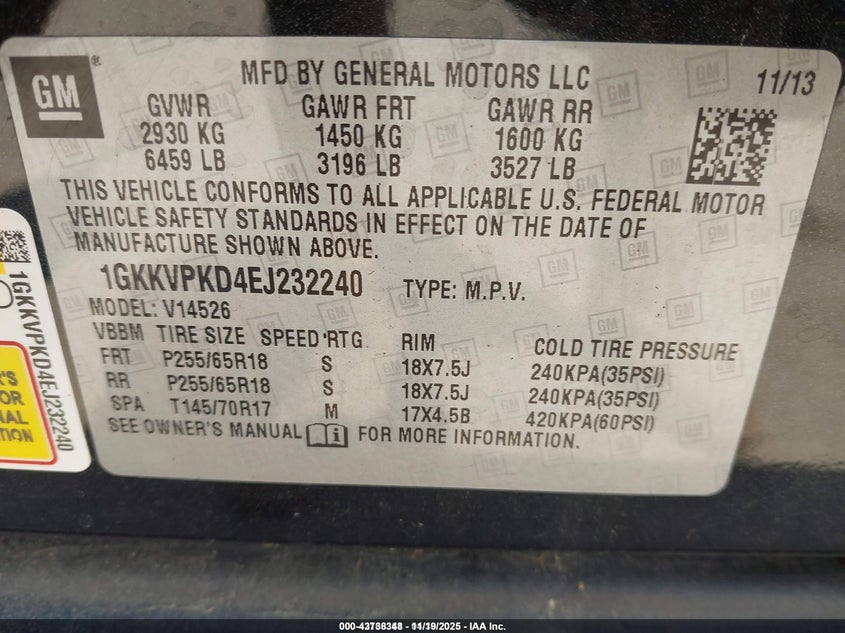 GM
®
MFD BY GENERAL MOTORS LLC 11/13
GVWR GAWR FRT GAWR RR
2930 KG 1450 KG 1600 KG
6459 LB 3196 LB 3527 LB
THIS VEHICLE CONFORMS TO ALL APPLICABLE U.S. FEDERAL MOTOR
VEHICLE SAFETY STANDARDS IN EFFECT ON THE DATE OF
MANUFACTURE SHOWN ABOVE.
1GKKVPKD4EJ232240 TYPE: M.P.V.
MODEL: V14526
VBBM TIRE SIZE SPEED RTG RIM COLD TIRE PRESSURE
FRT P255/65R18 S 18X7.5J 240KPA(35PSI)
RR P255/65R18 S 18X7.5J 240KPA(35PSI)
SPA T145/70R17 M 17X4.5B 420KPA(60PSI)
SEE OWNER'S MANUAL i FOR MORE INFORMATION.
1GKKVPKD4EJ232240
'S
OR
IAL
TION
000-43788348 - 11/19/2025 - IAA Inc.